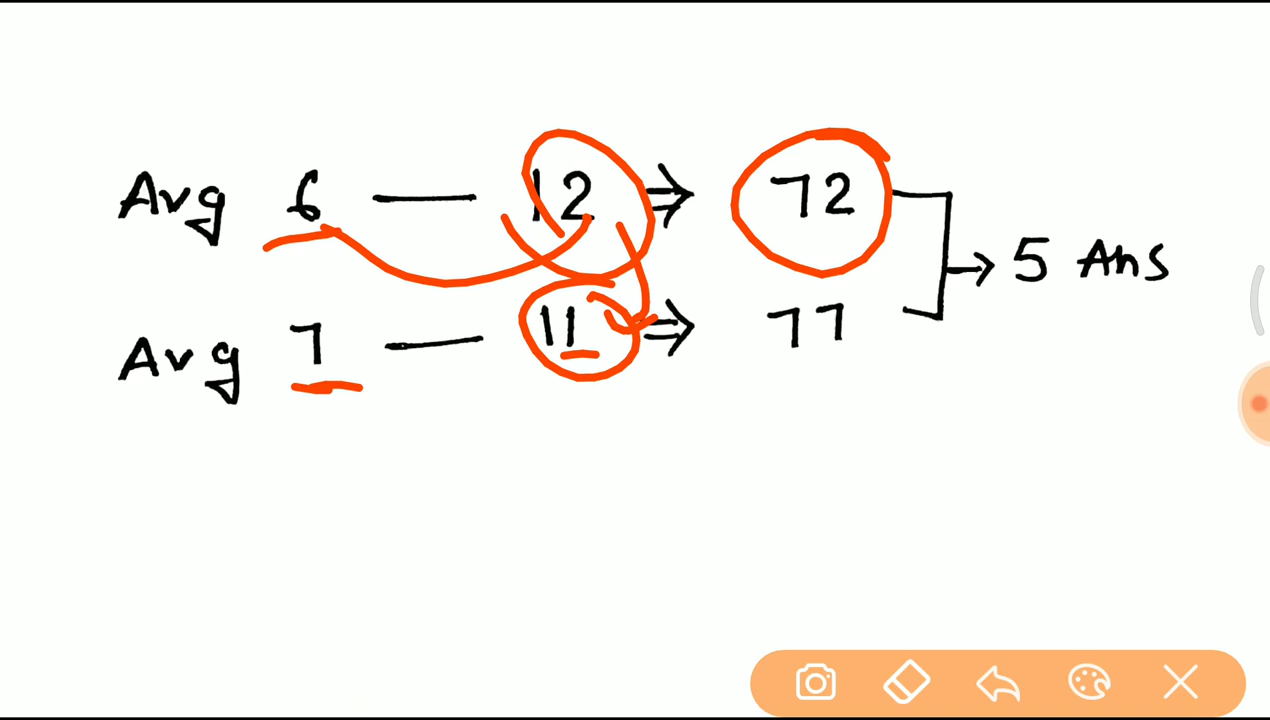 Avg 6 — 12 ⇒ 72
→ 5 Ans
Avg 7 — 11 ⇒ 77